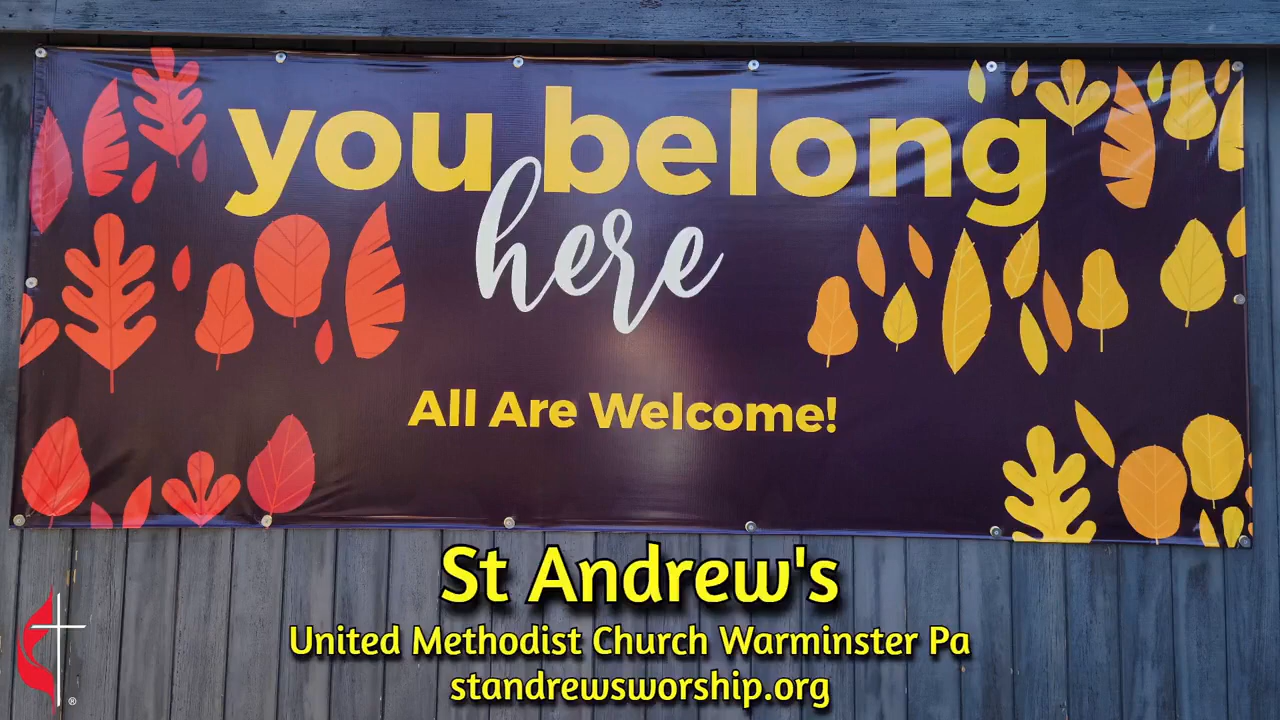 you belong
here
All Are Welcome!
St Andrew's
United Methodist Church Warminster Pa
standrewsworship.org
®